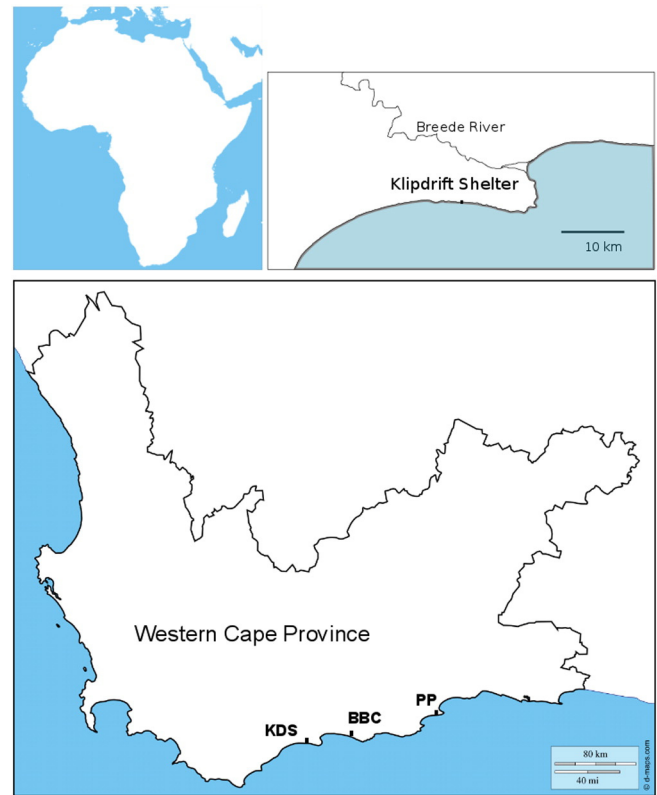 Breede River
Klipdrift Shelter
10 km
Western Cape Province
PP
BBC
KDS
80 km
40 mi
© d-maps.com